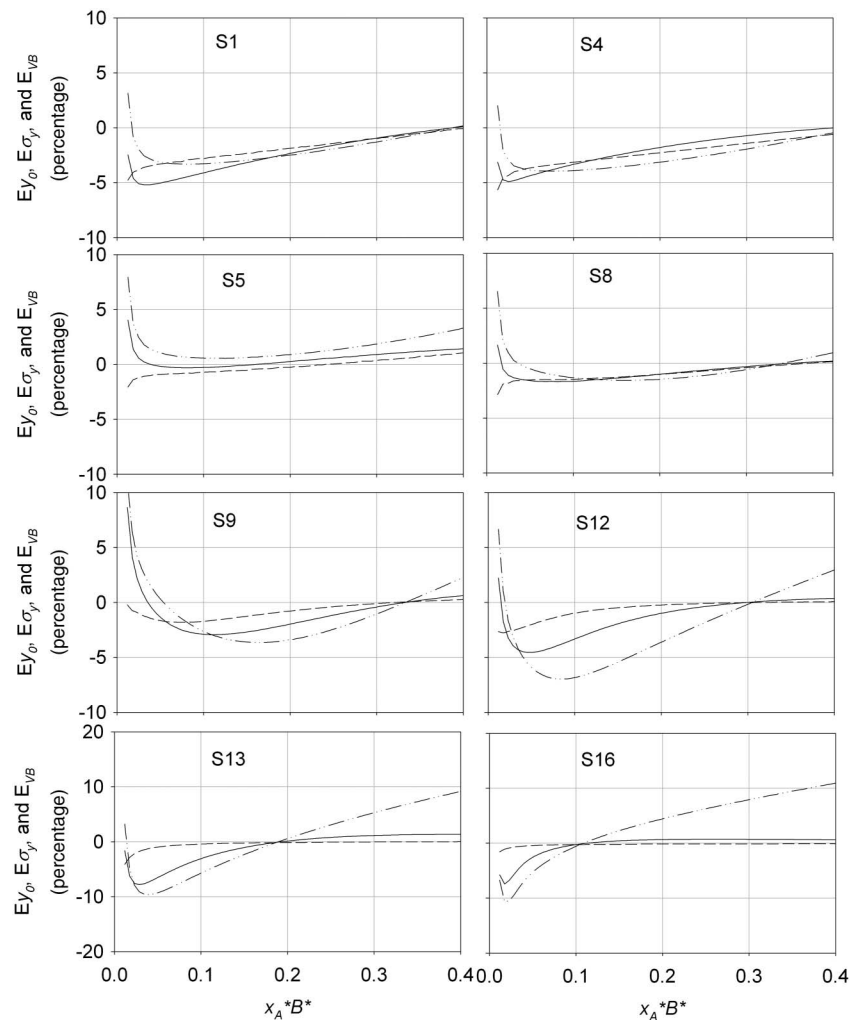 10
5
0
-5
-10
Ey0, Eσy, and EVB
(percentage)
S1
S4
10
5
0
-5
-10
Ey0, Eσy, and EVB
(percentage)
S5
S8
10
5
0
-5
-10
Ey0, Eσy, and EVB
(percentage)
S9
S12
20
10
0
-10
-20
Ey0, Eσy, and EVB
(percentage)
S13
S16
0.0 0.1 0.2 0.3 0.4 0.0 0.1 0.2 0.3 0.4
xA*B* xA*B*